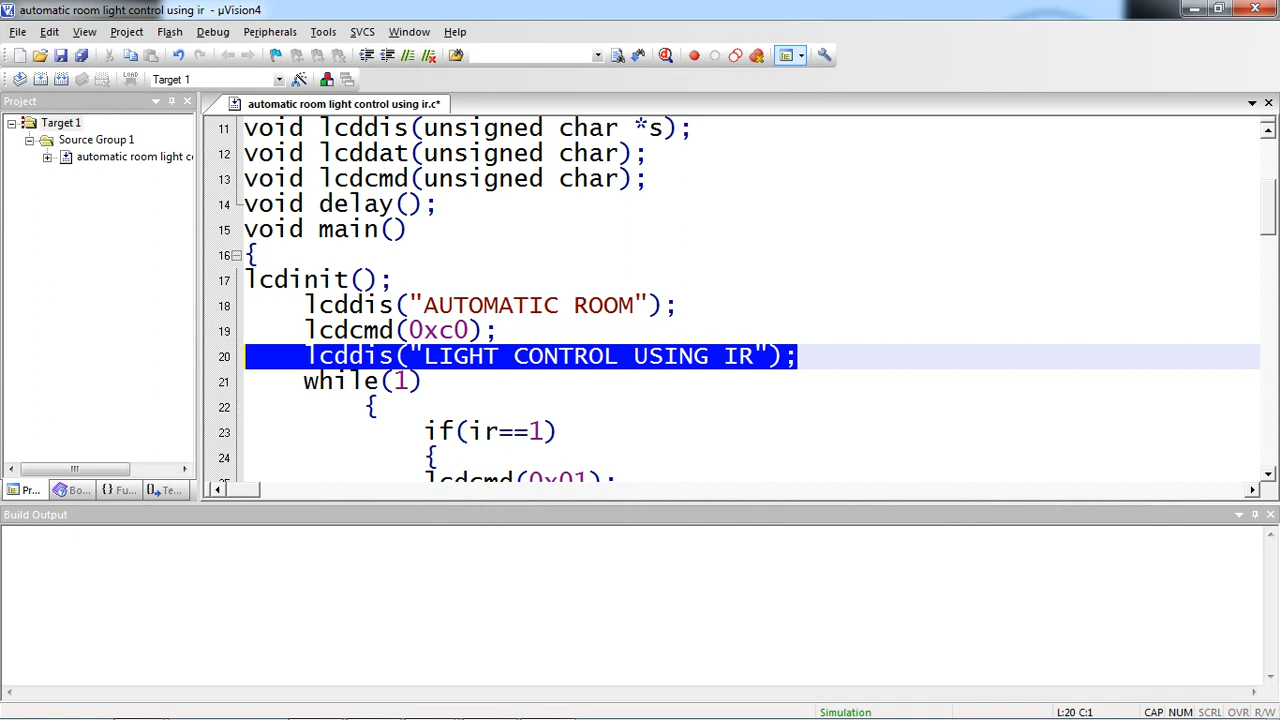 automatic room light control using ir - µVision4
File Edit View Project Flash Debug Peripherals Tools SVCS Window Help
LOAD Target 1
Project
automatic room light control using ir.c*
Target 1
Source Group 1
automatic room light co
11 void lcddis(unsigned char *s);
12 void lcddat(unsigned char);
13 void lcdcmd(unsigned char);
14 void delay();
15 void main()
16 {
17 lcdinit();
18 lcddis("AUTOMATIC ROOM");
19 lcdcmd(0xc0);
20 lcddis("LIGHT CONTROL USING IR");
21 while(1)
22 {
23 if(ir==1)
24 {
lcdcmd(0x01);
Pr... Bo... {} Fu... Te...
Build Output
Simulation L:20 C:1 CAP NUM SCRL OVR R/W